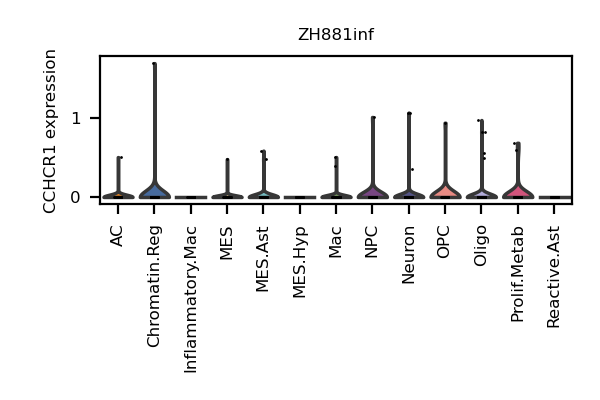 ZH881inf
CCHCR1 expression
1
0
AC
Chromatin.Reg
Inflammatory.Mac
MES
MES.Ast
MES.Hyp
Mac
NPC
Neuron
OPC
Oligo
Prolif.Metab
Reactive.Ast